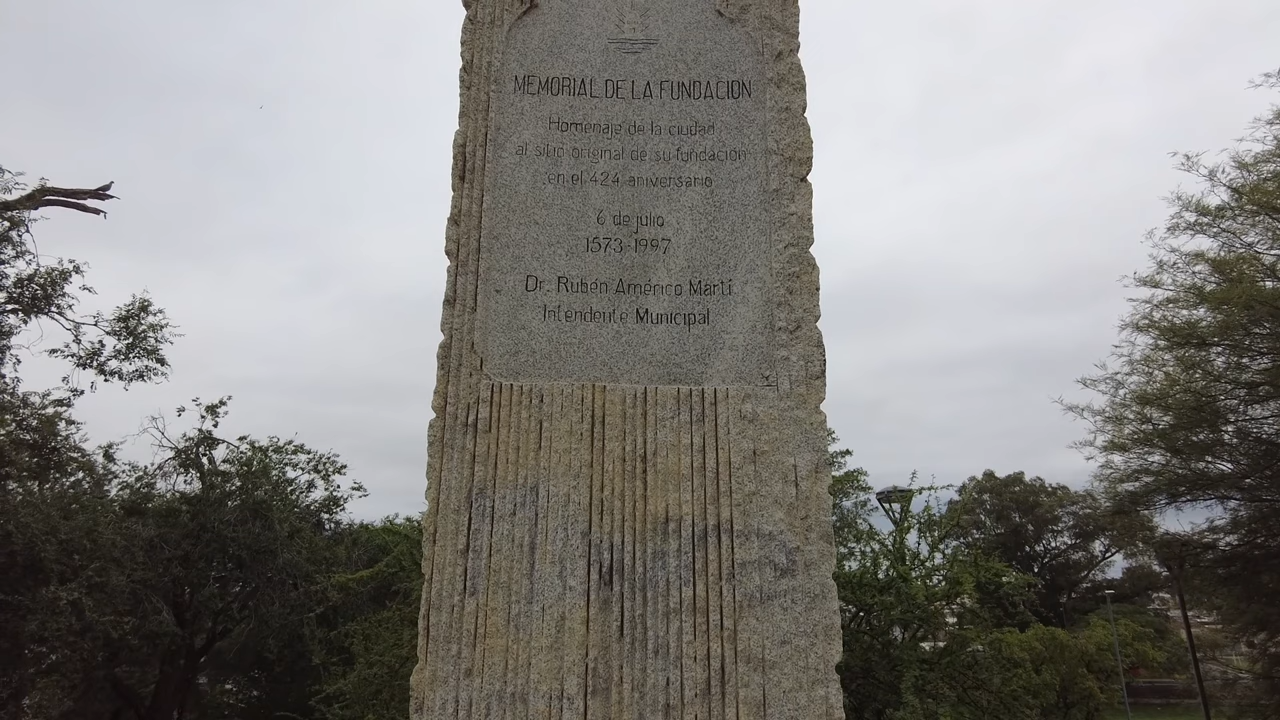 MEMORIAL DE LA FUNDACION
Homenaje de la ciudad
al sitio original de su fundación
en el 424 aniversario
6 de julio
1573-1997
Dr. Rubén Américo Martí
Intendente Municipal